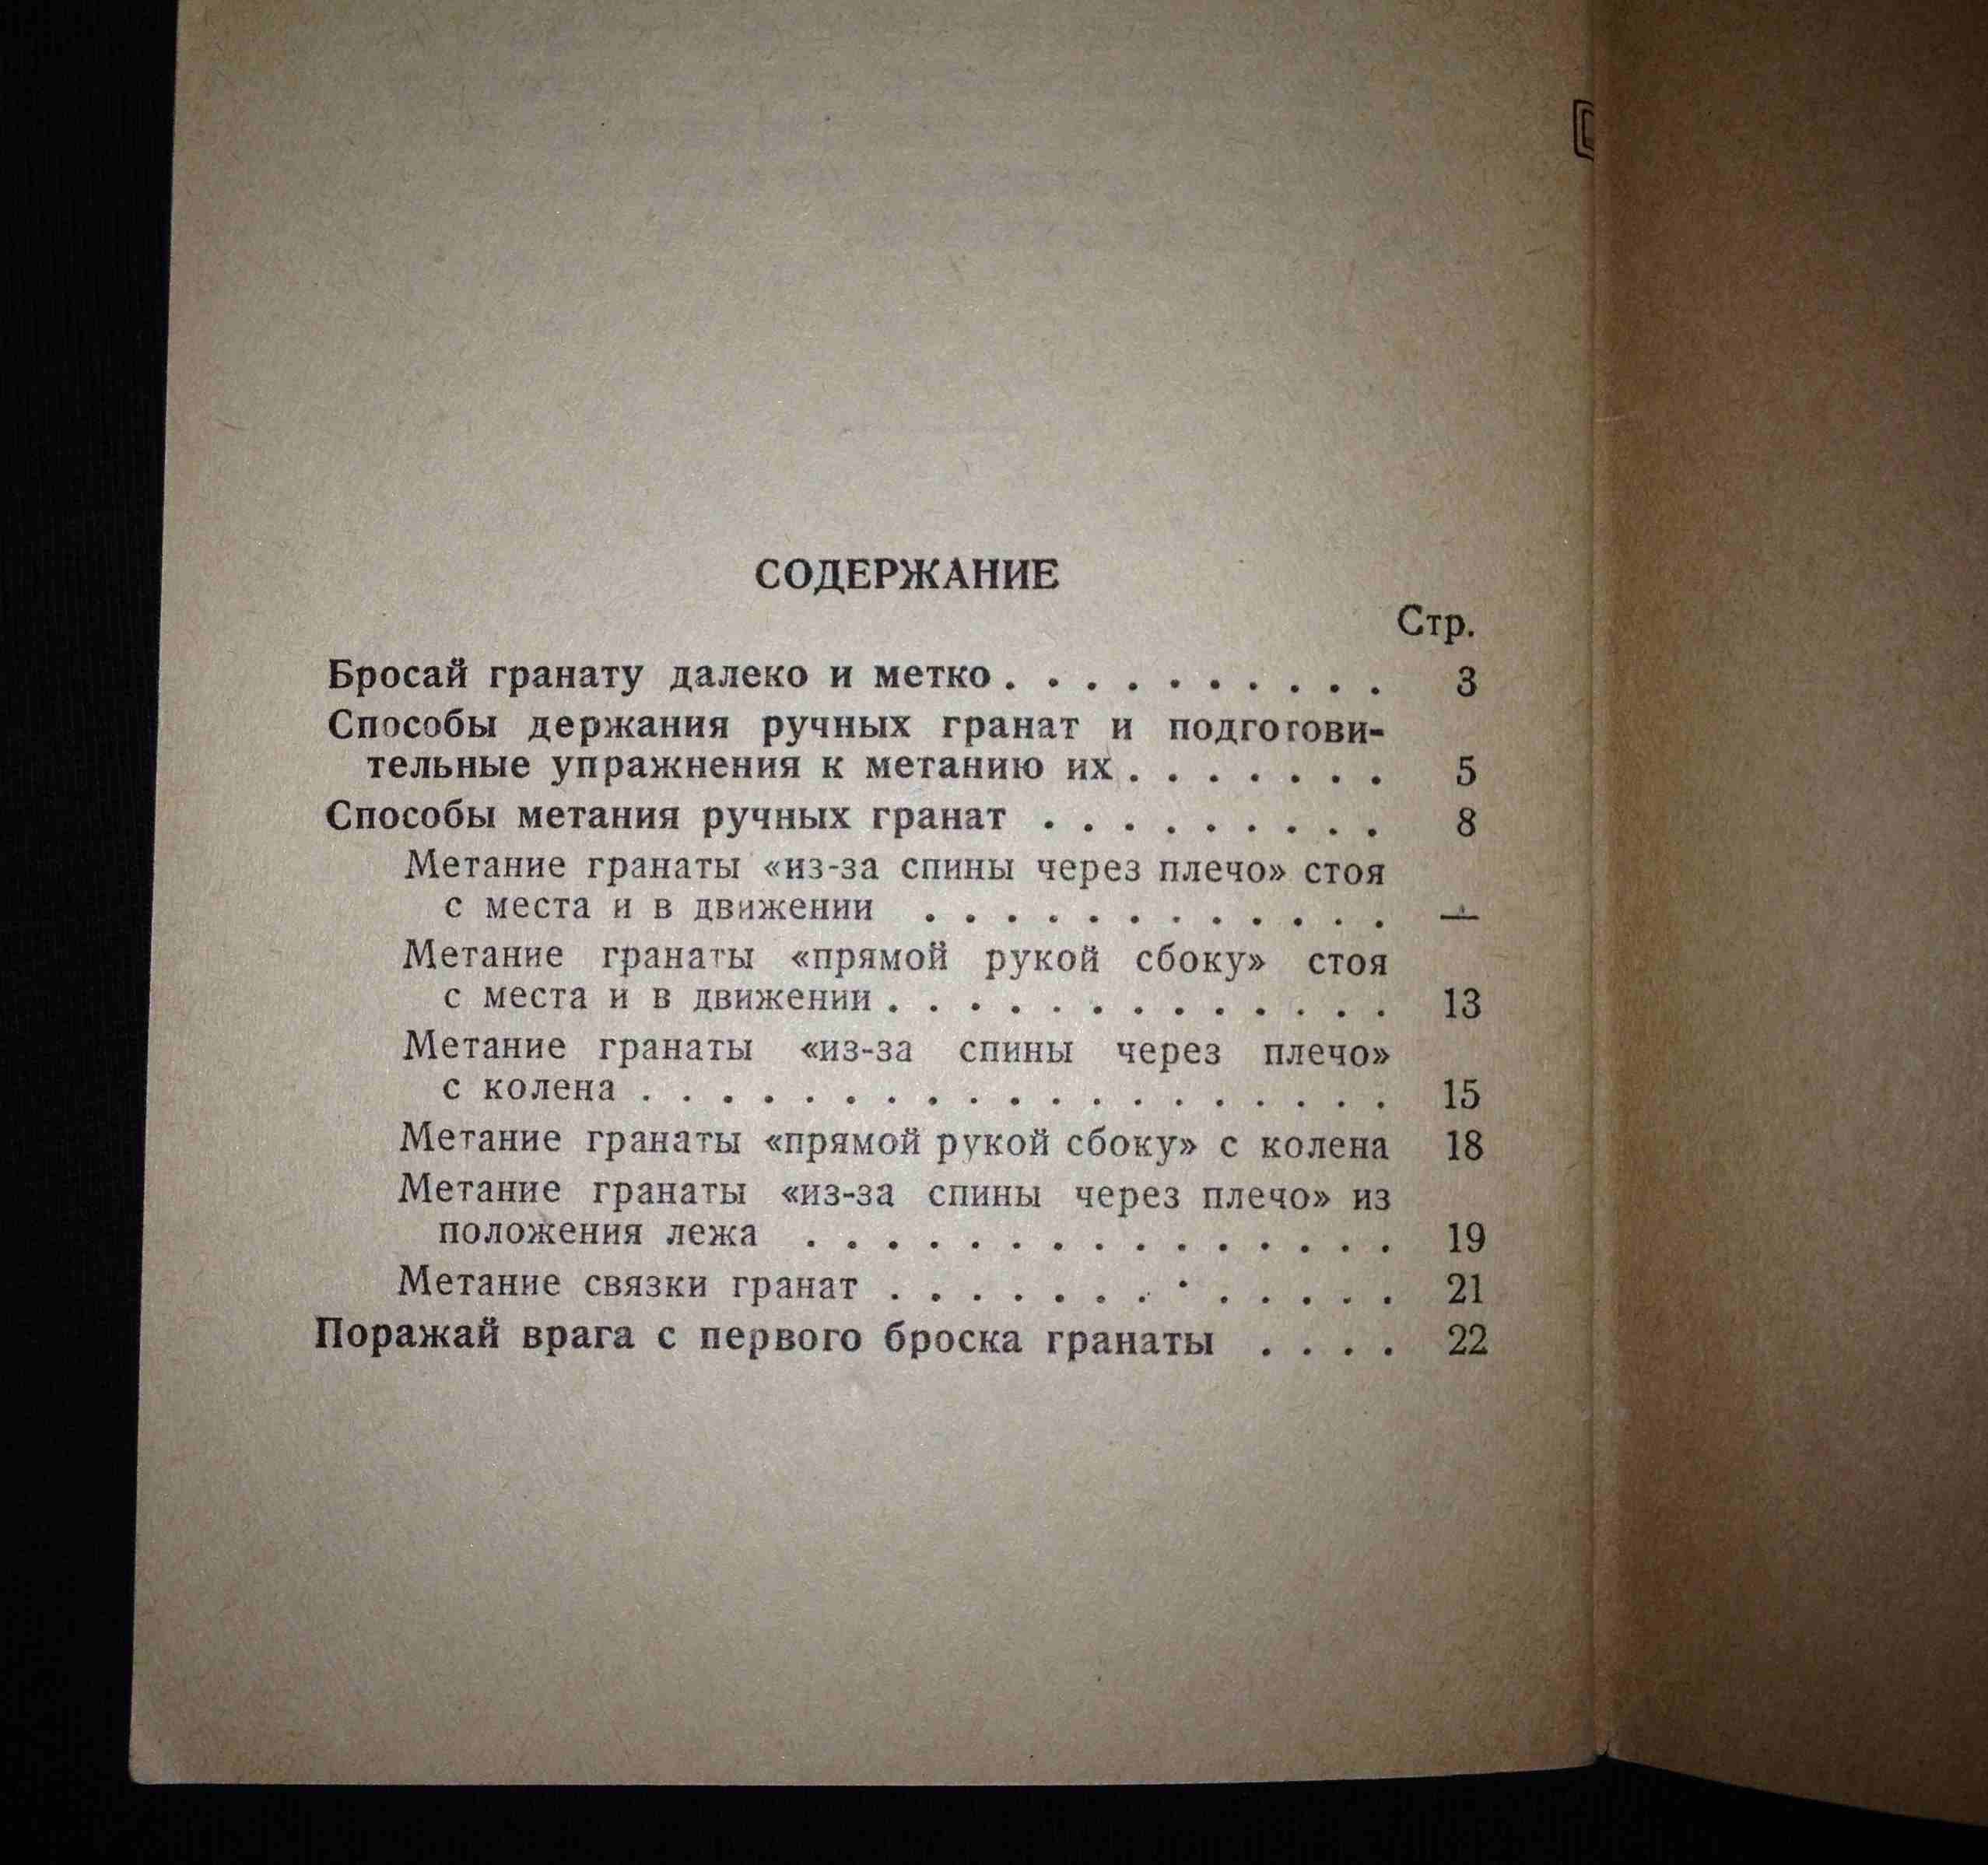 СОДЕРЖАНИЕ
Стр.
Бросай гранату далеко и метко . . . . . . . . . . 3
Способы держания ручных гранат и подготови-
тельные упражнения к метанию их . . . . . . . 5
Способы метания ручных гранат . . . . . . . . . 8
Метание гранаты «из-за спины через плечо» стоя
с места и в движении . . . . . . . . . . . . —
Метание гранаты «прямой рукой сбоку» стоя
с места и в движении . . . . . . . . . . . . . 13
Метание гранаты «из-за спины через плечо»
с колена . . . . . . . . . . . . . . . . . . . 15
Метание гранаты «прямой рукой сбоку» с колена 18
Метание гранаты «из-за спины через плечо» из
положения лежа . . . . . . . . . . . . . . . 19
Метание связки гранат . . . . . . . . . . . . . 21
Поражай врага с первого броска гранаты . . . . 22